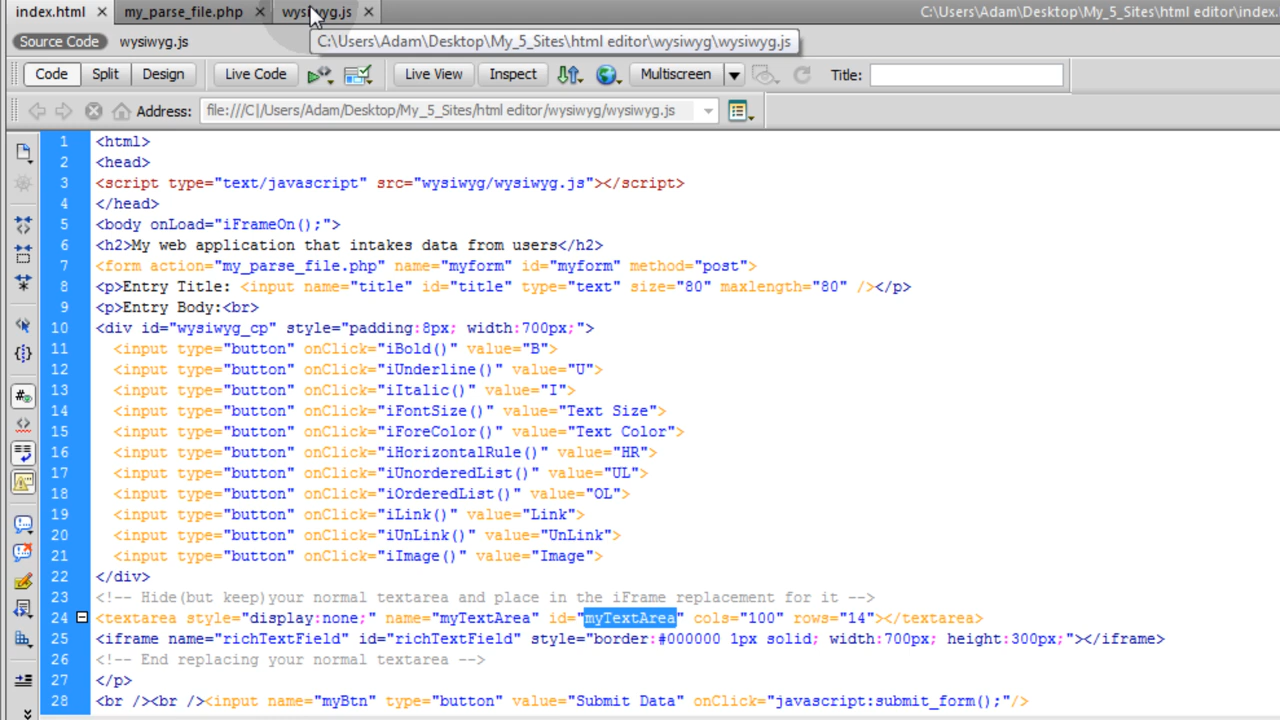 index.html × my_parse_file.php × wysiwyg.js × C:\Users\Adam\Desktop\My_5_Sites\html editor\index.
Source Code wysiwyg.js C:\Users\Adam\Desktop\My_5_Sites\html editor\wysiwyg\wysiwyg.js
Code Split Design Live Code Live View Inspect Multiscreen Title:
Address: file:///C|/Users/Adam/Desktop/My_5_Sites/html editor/wysiwyg/wysiwyg.js
1 <html>
2 <head>
3 <script type="text/javascript" src="wysiwyg/wysiwyg.js"></script>
4 </head>
5 <body onLoad="iFrameOn();">
6 <h2>My web application that intakes data from users</h2>
7 <form action="my_parse_file.php" name="myform" id="myform" method="post">
8 <p>Entry Title: <input name="title" id="title" type="text" size="80" maxlength="80" /></p>
9 <p>Entry Body:<br>
10 <div id="wysiwyg_cp" style="padding:8px; width:700px;">
11 <input type="button" onClick="iBold()" value="B">
12 <input type="button" onClick="iUnderline()" value="U">
13 <input type="button" onClick="iItalic()" value="I">
14 <input type="button" onClick="iFontSize()" value="Text Size">
15 <input type="button" onClick="iForeColor()" value="Text Color">
16 <input type="button" onClick="iHorizontalRule()" value="HR">
17 <input type="button" onClick="iUnorderedList()" value="UL">
18 <input type="button" onClick="iOrderedList()" value="OL">
19 <input type="button" onClick="iLink()" value="Link">
20 <input type="button" onClick="iUnLink()" value="UnLink">
21 <input type="button" onClick="iImage()" value="Image">
22 </div>
23 <!-- Hide(but keep)your normal textarea and place in the iFrame replacement for it -->
24 <textarea style="display:none;" name="myTextArea" id="myTextArea" cols="100" rows="14"></textarea>
25 <iframe name="richTextField" id="richTextField" style="border:#000000 1px solid; width:700px; height:300px;"></iframe>
26 <!-- End replacing your normal textarea -->
27 </p>
28 <br /><br /><input name="myBtn" type="button" value="Submit Data" onClick="javascript:submit_form();"/>